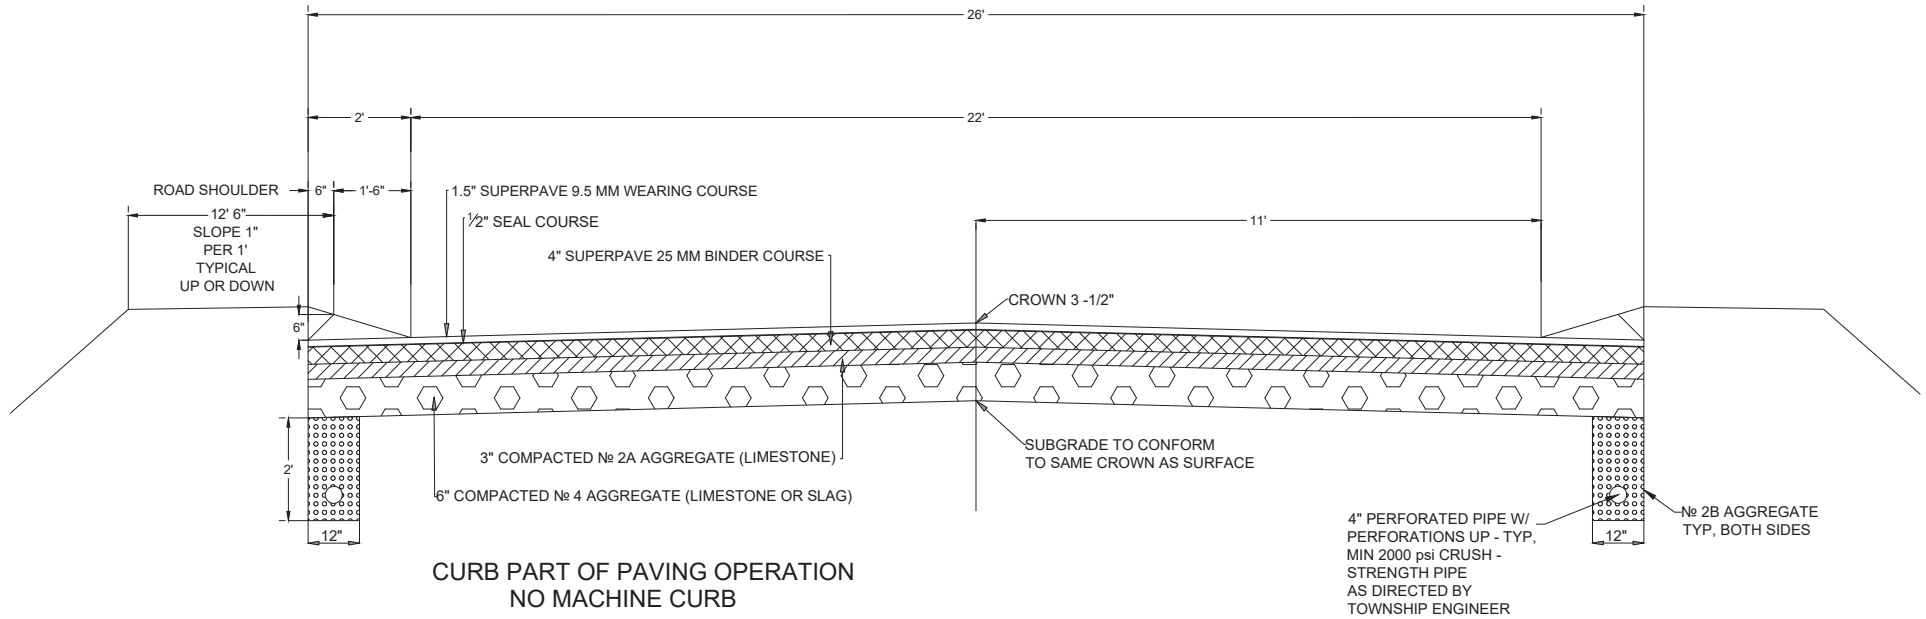 26'
2'
22'
ROAD SHOULDER
6"
1'-6"
1.5" SUPERPAVE 9.5 MM WEARING COURSE
12' 6"
SLOPE 1"
PER 1'
TYPICAL
UP OR DOWN
½" SEAL COURSE
11'
4" SUPERPAVE 25 MM BINDER COURSE
CROWN 3 -1/2"
6"
SUBGRADE TO CONFORM
TO SAME CROWN AS SURFACE
3" COMPACTED № 2A AGGREGATE (LIMESTONE)
2'
6" COMPACTED № 4 AGGREGATE (LIMESTONE OR SLAG)
12"
4" PERFORATED PIPE W/
PERFORATIONS UP - TYP,
MIN 2000 psi CRUSH -
STRENGTH PIPE
AS DIRECTED BY
TOWNSHIP ENGINEER
12"
№ 2B AGGREGATE
TYP, BOTH SIDES
CURB PART OF PAVING OPERATION
NO MACHINE CURB